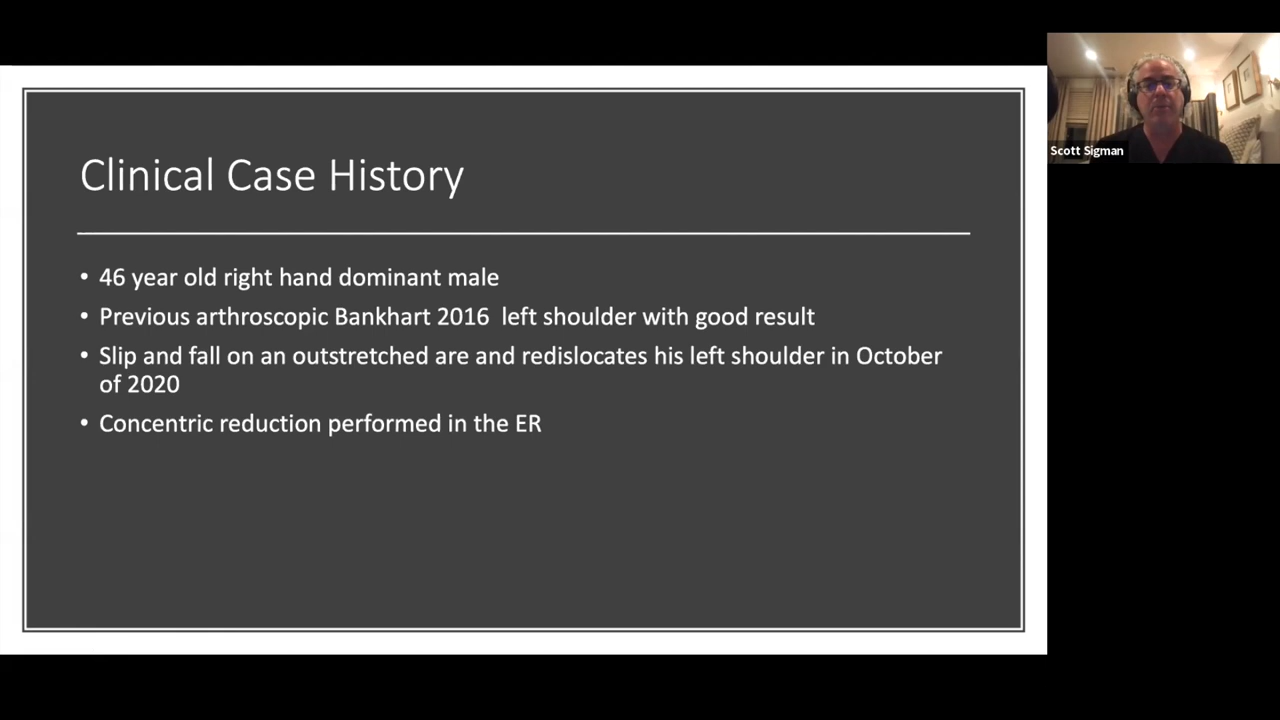 Clinical Case History
• 46 year old right hand dominant male
• Previous arthroscopic Bankhart 2016  left shoulder with good result
• Slip and fall on an outstretched are and redislocates his left shoulder in October
of 2020
• Concentric reduction performed in the ER
Scott Sigman